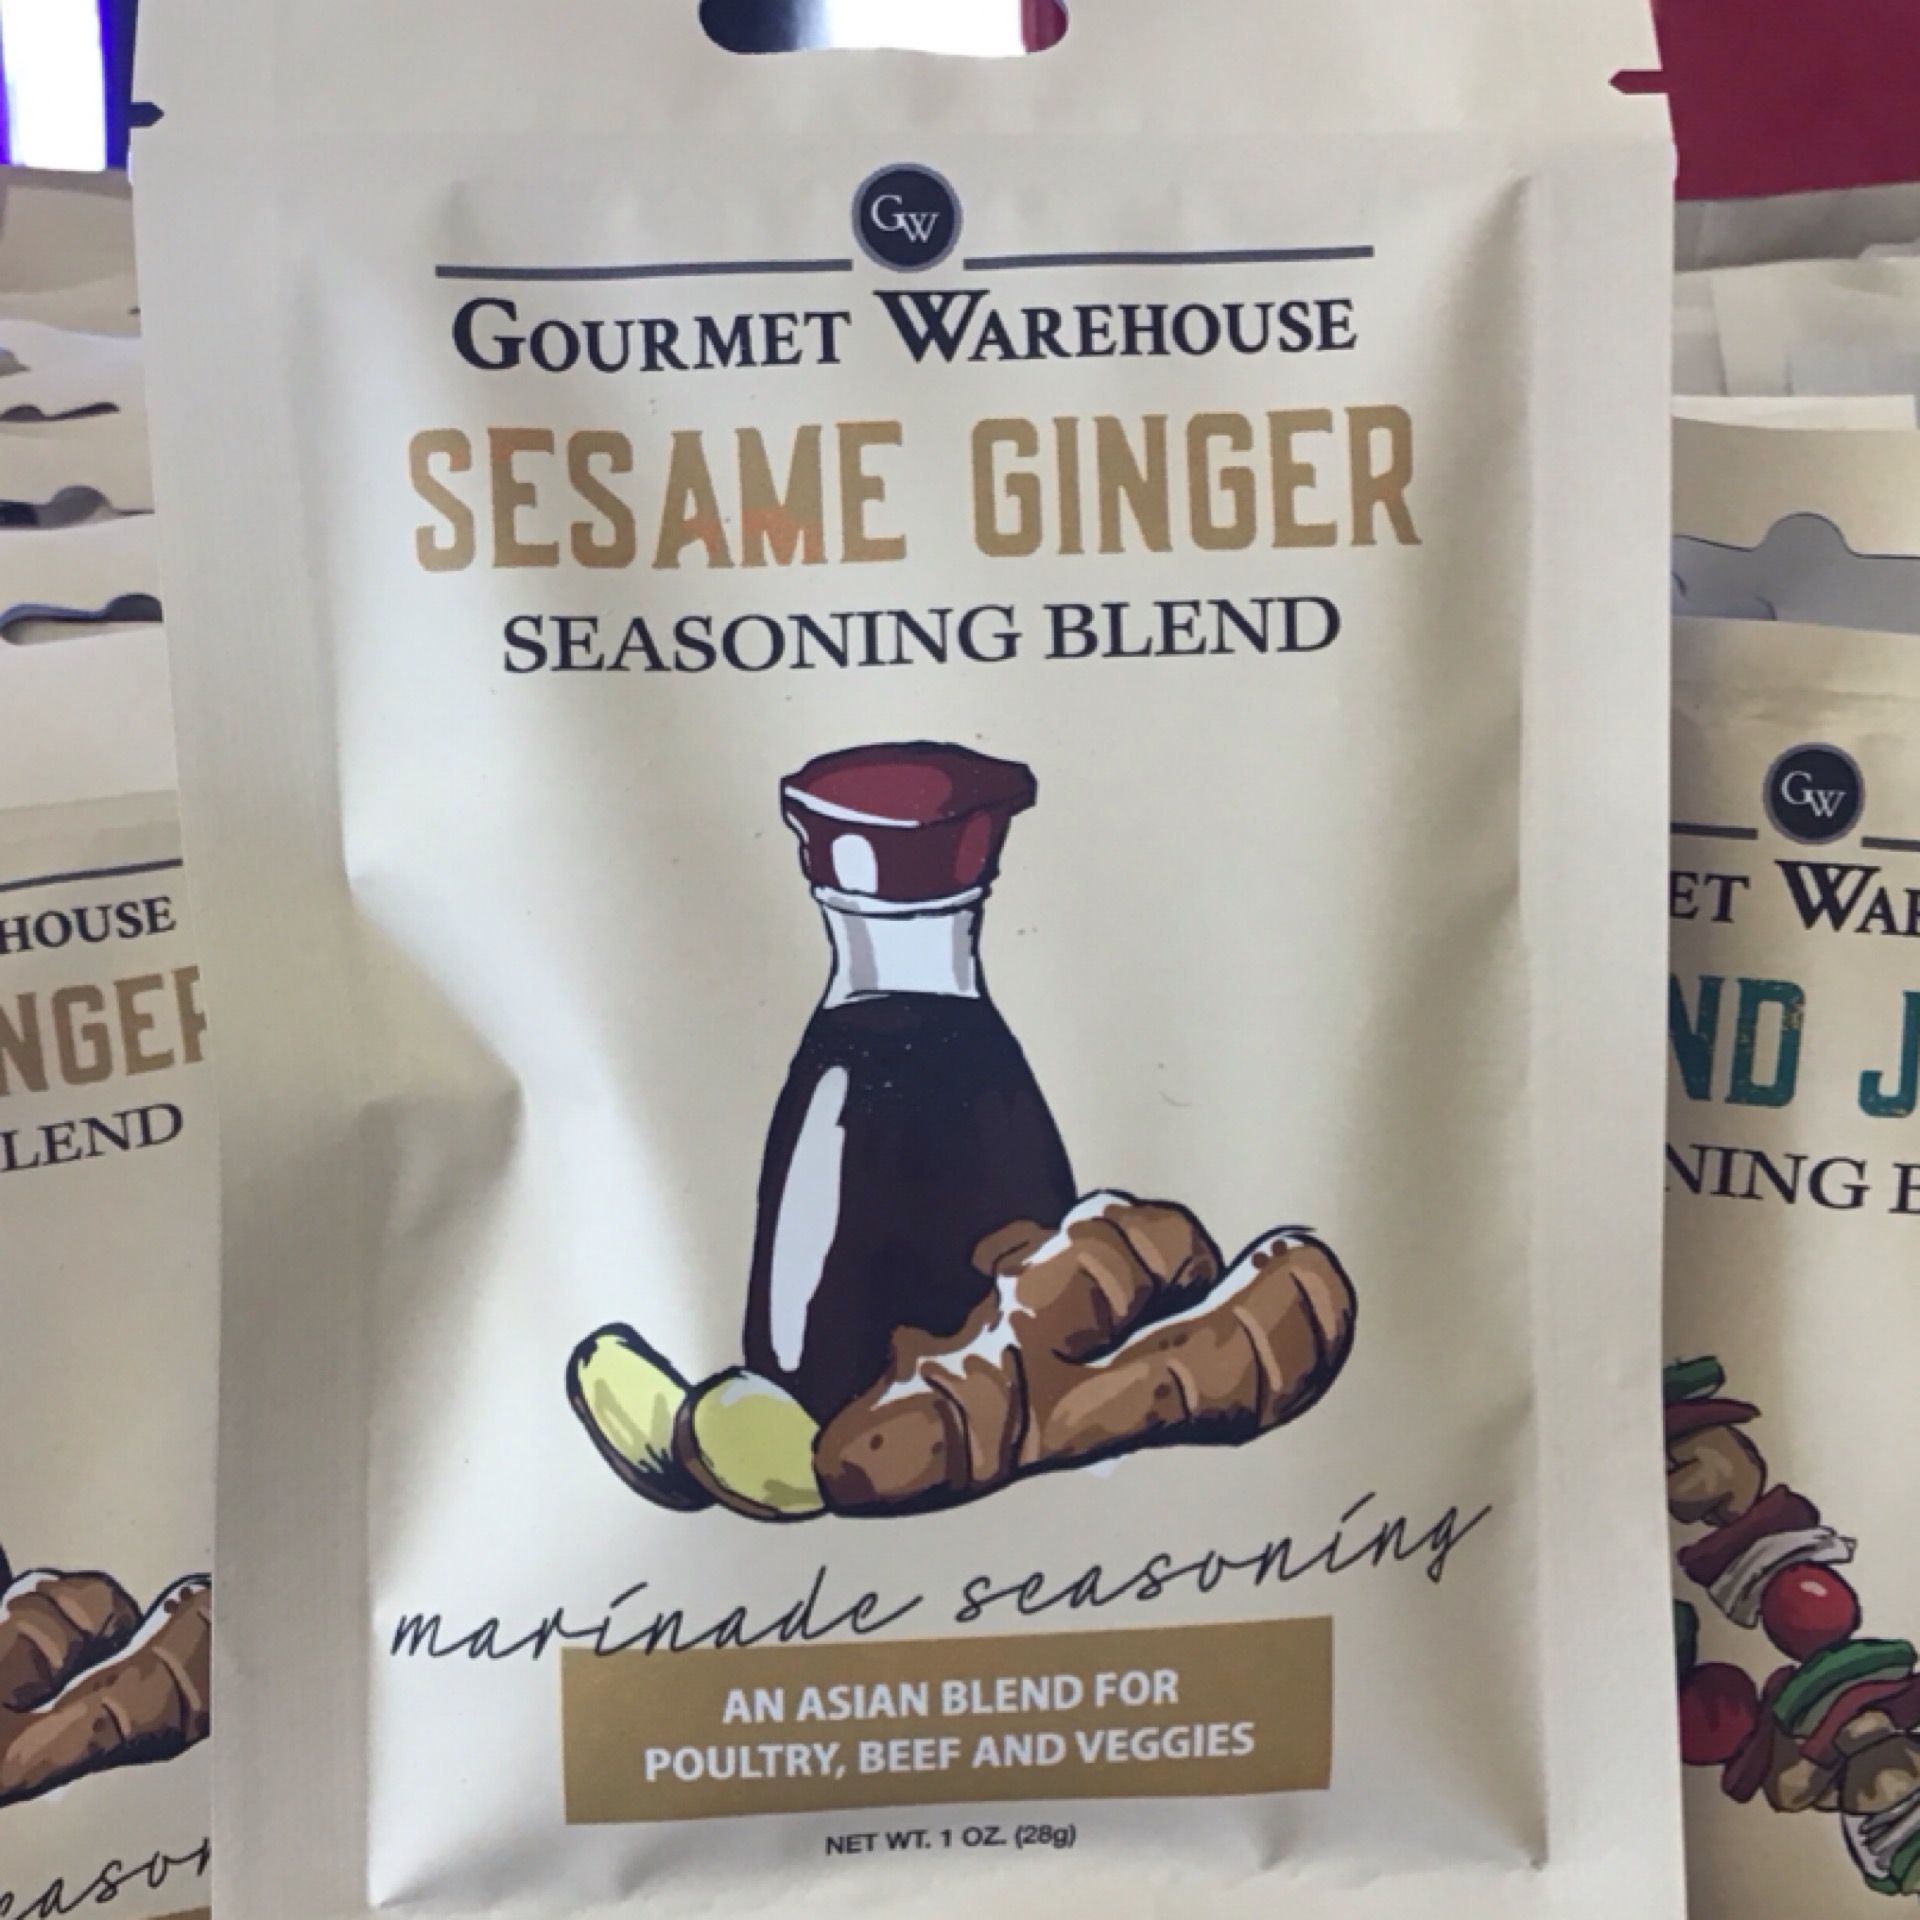 GW
GOURMET WAREHOUSE
SESAME GINGER
SEASONING BLEND
marinade seasoning
AN ASIAN BLEND FOR
POULTRY, BEEF AND VEGGIES
NET WT. 1 OZ. (28g)
HOUSE
NGER
LEND
GW
ET WAR
ND J
NING B